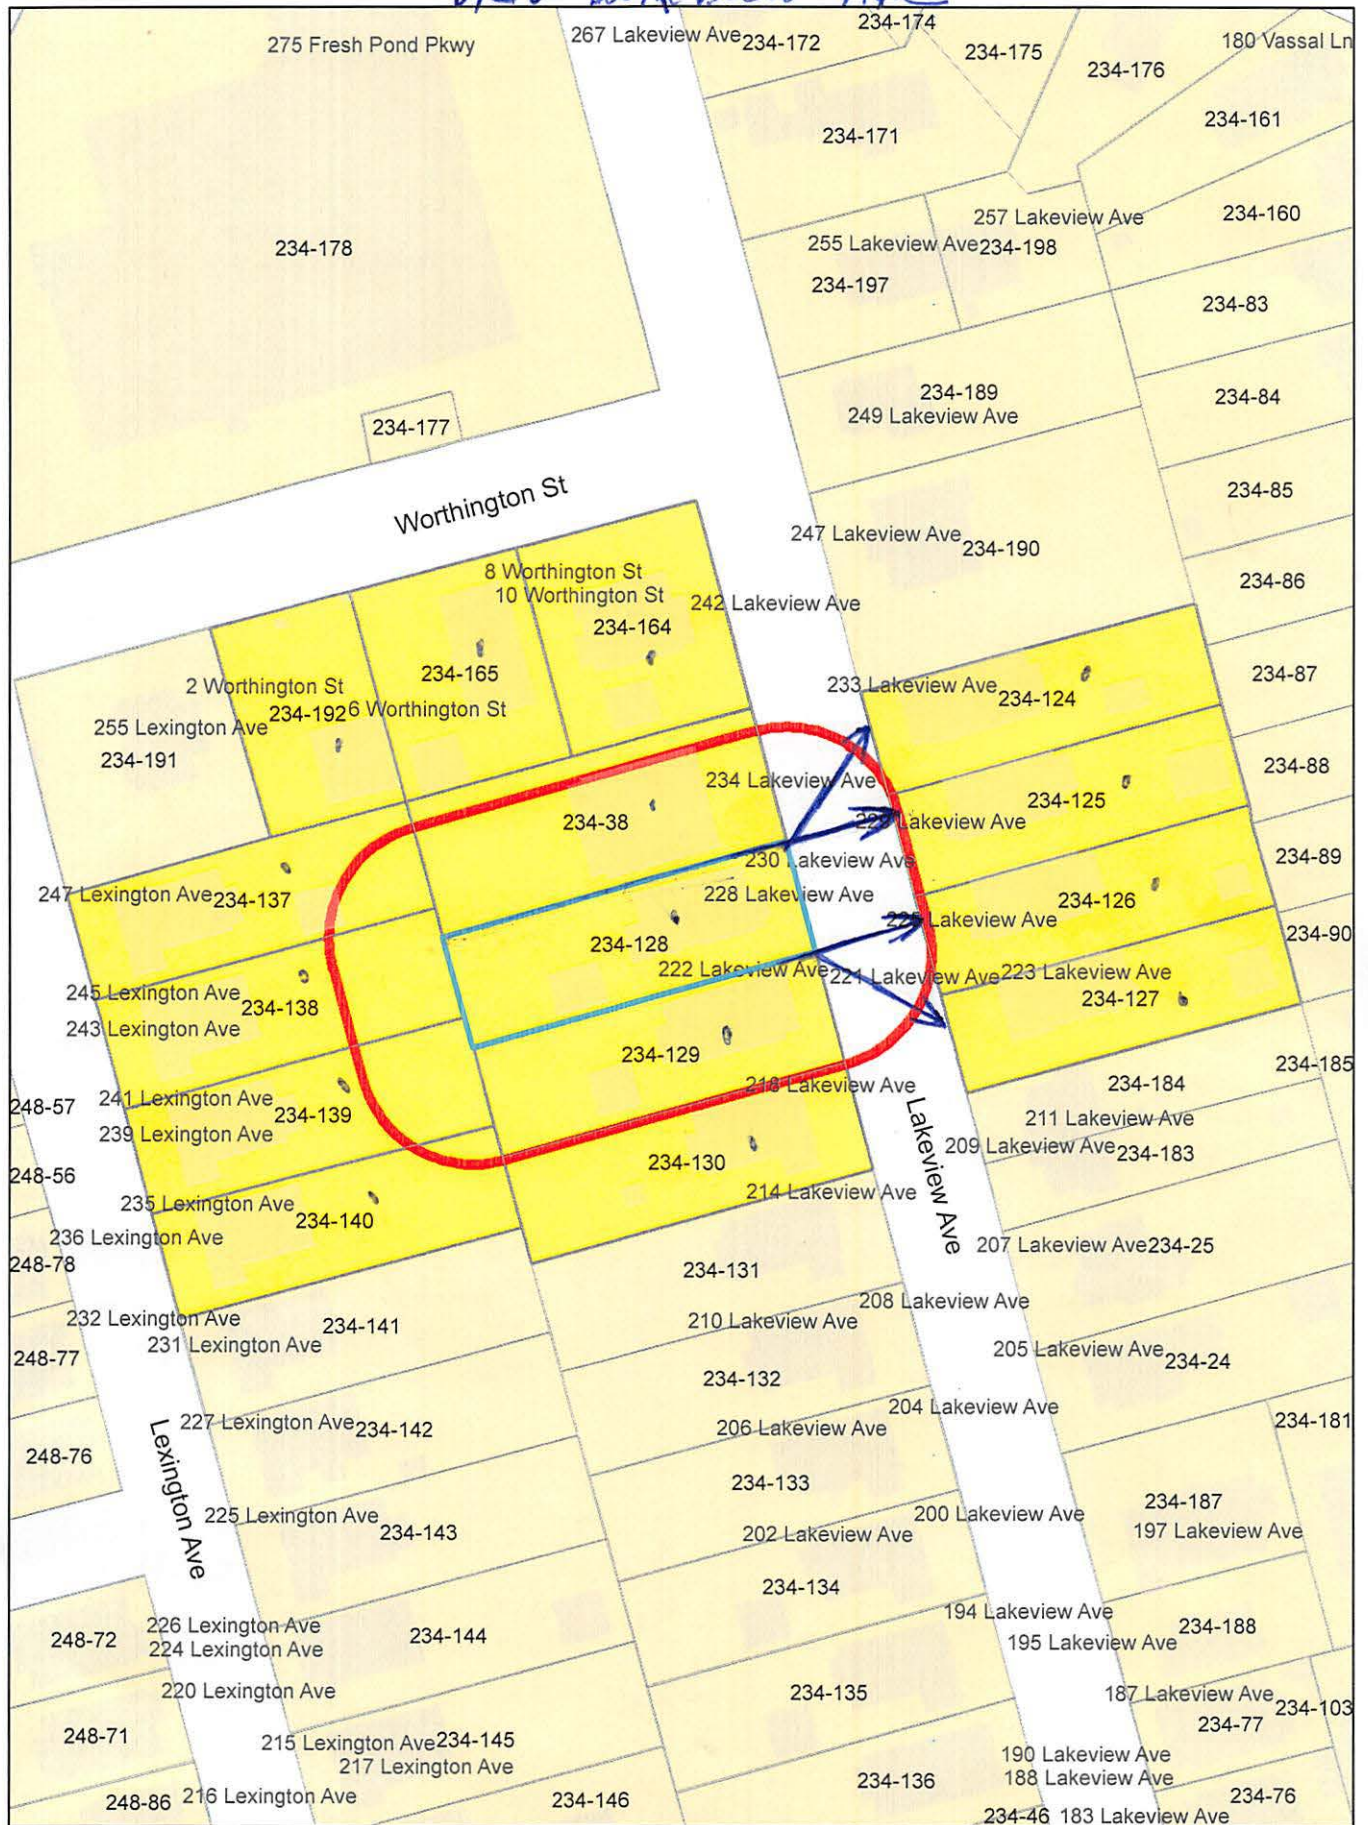 Lakeview Ave
275 Fresh Pond Pkwy
267 Lakeview Ave
234-172
234-174
234-175
234-176
180 Vassal Ln
234-171
234-161
257 Lakeview Ave
234-160
255 Lakeview Ave
234-198
234-178
234-197
234-83
234-189
249 Lakeview Ave
234-84
234-177
Worthington St
234-85
247 Lakeview Ave
234-190
8 Worthington St
10 Worthington St
234-164
242 Lakeview Ave
234-86
2 Worthington St
234-165
233 Lakeview Ave
234-124
234-87
255 Lexington Ave
234-192
6 Worthington St
234-191
234 Lakeview Ave
234-125
234-88
234-38
229 Lakeview Ave
230 Lakeview Ave
234-89
247 Lexington Ave
234-137
228 Lakeview Ave
234-126
225 Lakeview Ave
234-128
234-90
222 Lakeview Ave
221 Lakeview Ave
223 Lakeview Ave
245 Lexington Ave
234-138
234-127
243 Lexington Ave
234-129
234-185
218 Lakeview Ave
234-184
241 Lexington Ave
248-57
234-139
239 Lexington Ave
211 Lakeview Ave
Lakeview Ave
209 Lakeview Ave
234-183
234-130
248-56
214 Lakeview Ave
235 Lexington Ave
234-140
236 Lexington Ave
207 Lakeview Ave
234-25
248-78
234-131
208 Lakeview Ave
232 Lexington Ave
234-141
210 Lakeview Ave
231 Lexington Ave
205 Lakeview Ave
234-24
248-77
234-132
204 Lakeview Ave
227 Lexington Ave
234-142
206 Lakeview Ave
234-181
248-76
Lexington Ave
234-133
234-187
225 Lexington Ave
200 Lakeview Ave
234-143
202 Lakeview Ave
197 Lakeview Ave
234-134
226 Lexington Ave
194 Lakeview Ave
234-188
248-72
224 Lexington Ave
234-144
195 Lakeview Ave
220 Lexington Ave
234-135
187 Lakeview Ave
234-103
234-77
248-71
215 Lexington Ave
234-145
217 Lexington Ave
190 Lakeview Ave
188 Lakeview Ave
234-136
248-86
216 Lexington Ave
234-146
234-76
234-46
183 Lakeview Ave